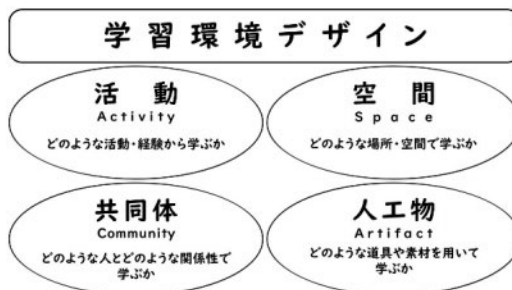 学習環境デザイン
活動
Activity
どのような活動・経験から学ぶか
空間
Space
どのような場所・空間で学ぶか
共同体
Community
どのような人とどのような関係性で
学ぶか
人工物
Artifact
どのような道具や素材を用いて
学ぶか